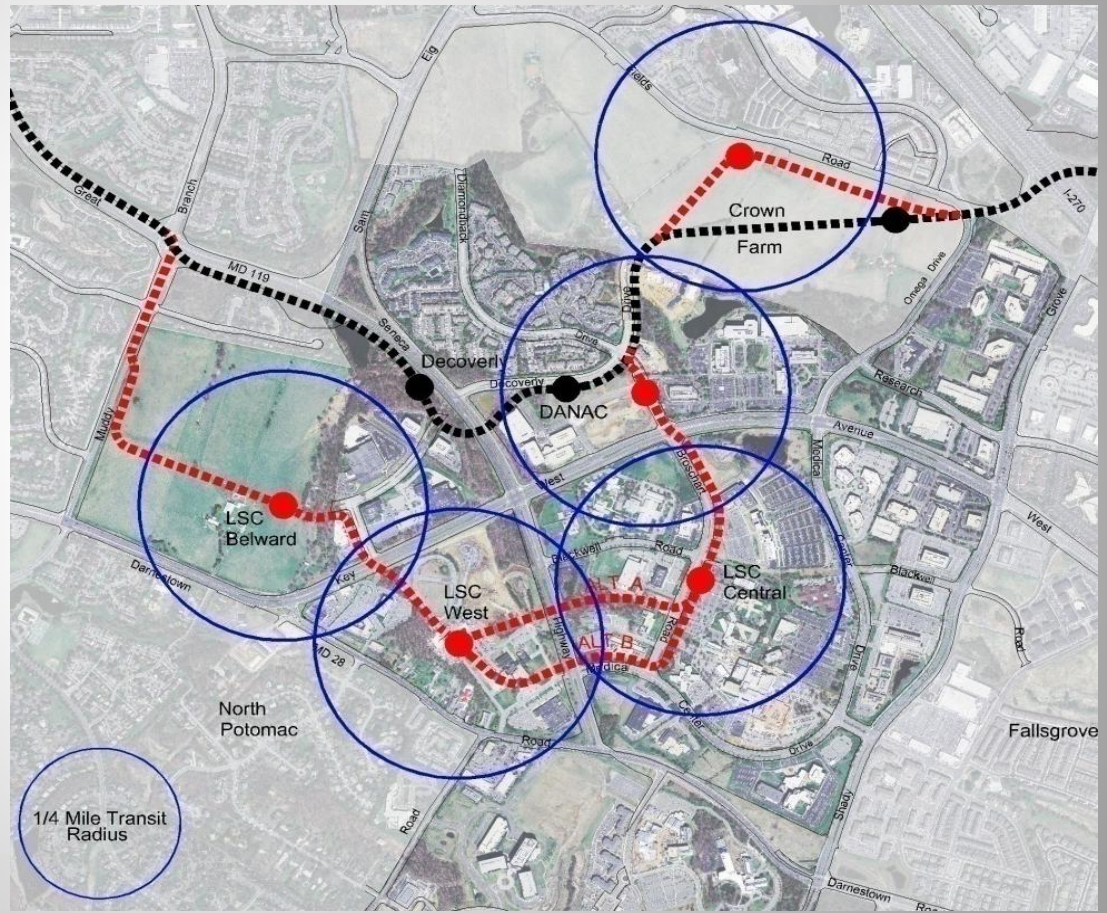 Elg
Fields
Road
Diamondback
Great
Branch
Sam
I-270
Crown
Farm
MD 119
Drive
Omega Drive
Grove
Seneca
Decoverly
Drive
Decoverly
DANAC
Research
Muddy
Avenue
Medica
Broschart
West
West
LSC
Belward
Blackwell
Road
Center
Key
ALT. A
LSC
Central
Blackwell
Darnestown
LSC
West
Highway
Road
ALT. B
Medica
Road
Drive
MD 28
North
Potomac
Center
Road
Drive
Fallsgrove
1/4 Mile Transit
Radius
Road
Shady
Darnestown